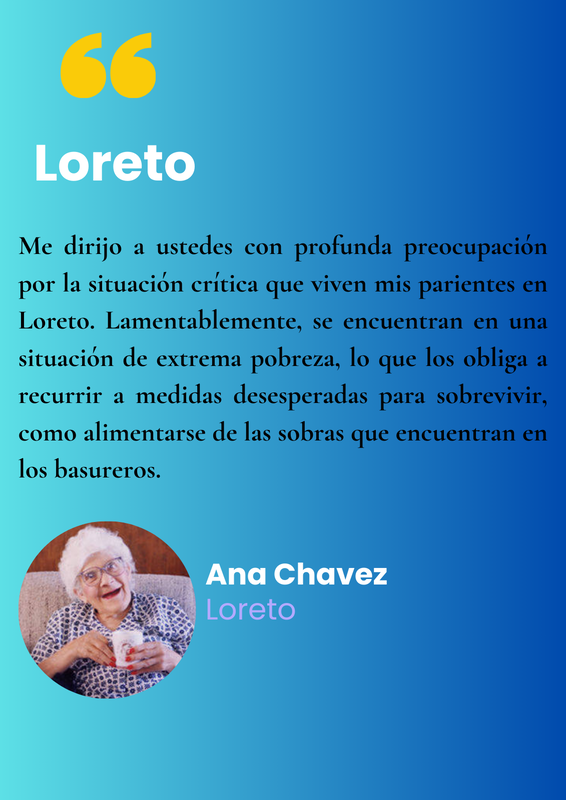 “
Loreto
Me dirijo a ustedes con profunda preocupación
por la situación crítica que viven mis parientes en
Loreto. Lamentablemente, se encuentran en una
situación de extrema pobreza, lo que los obliga a
recurrir a medidas desesperadas para sobrevivir,
como alimentarse de las sobras que encuentran en
los basureros.
Ana Chavez
Loreto